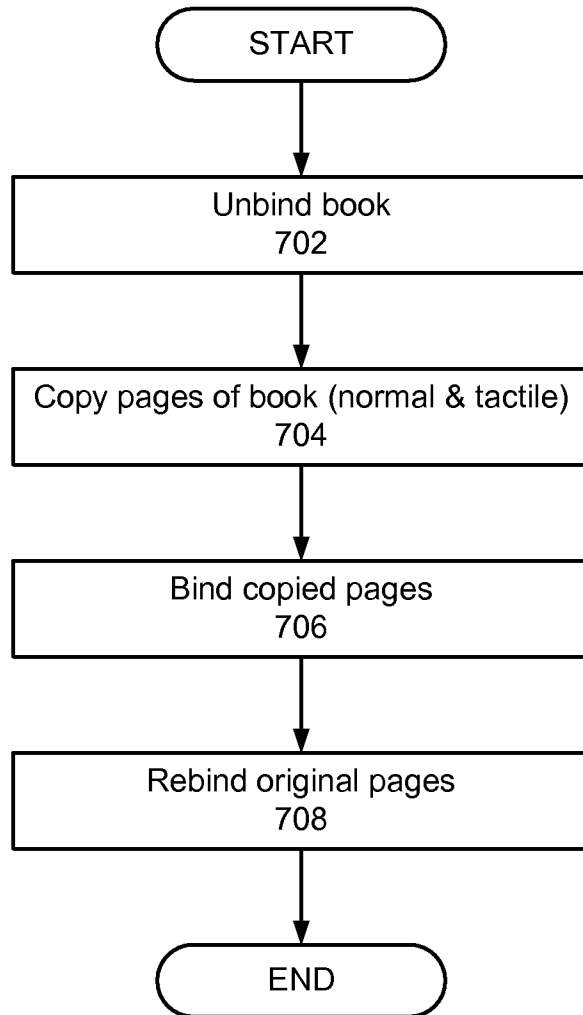 START
Unbind book
702
Copy pages of book (normal & tactile)
704
Bind copied pages
706
Rebind original pages
708
END